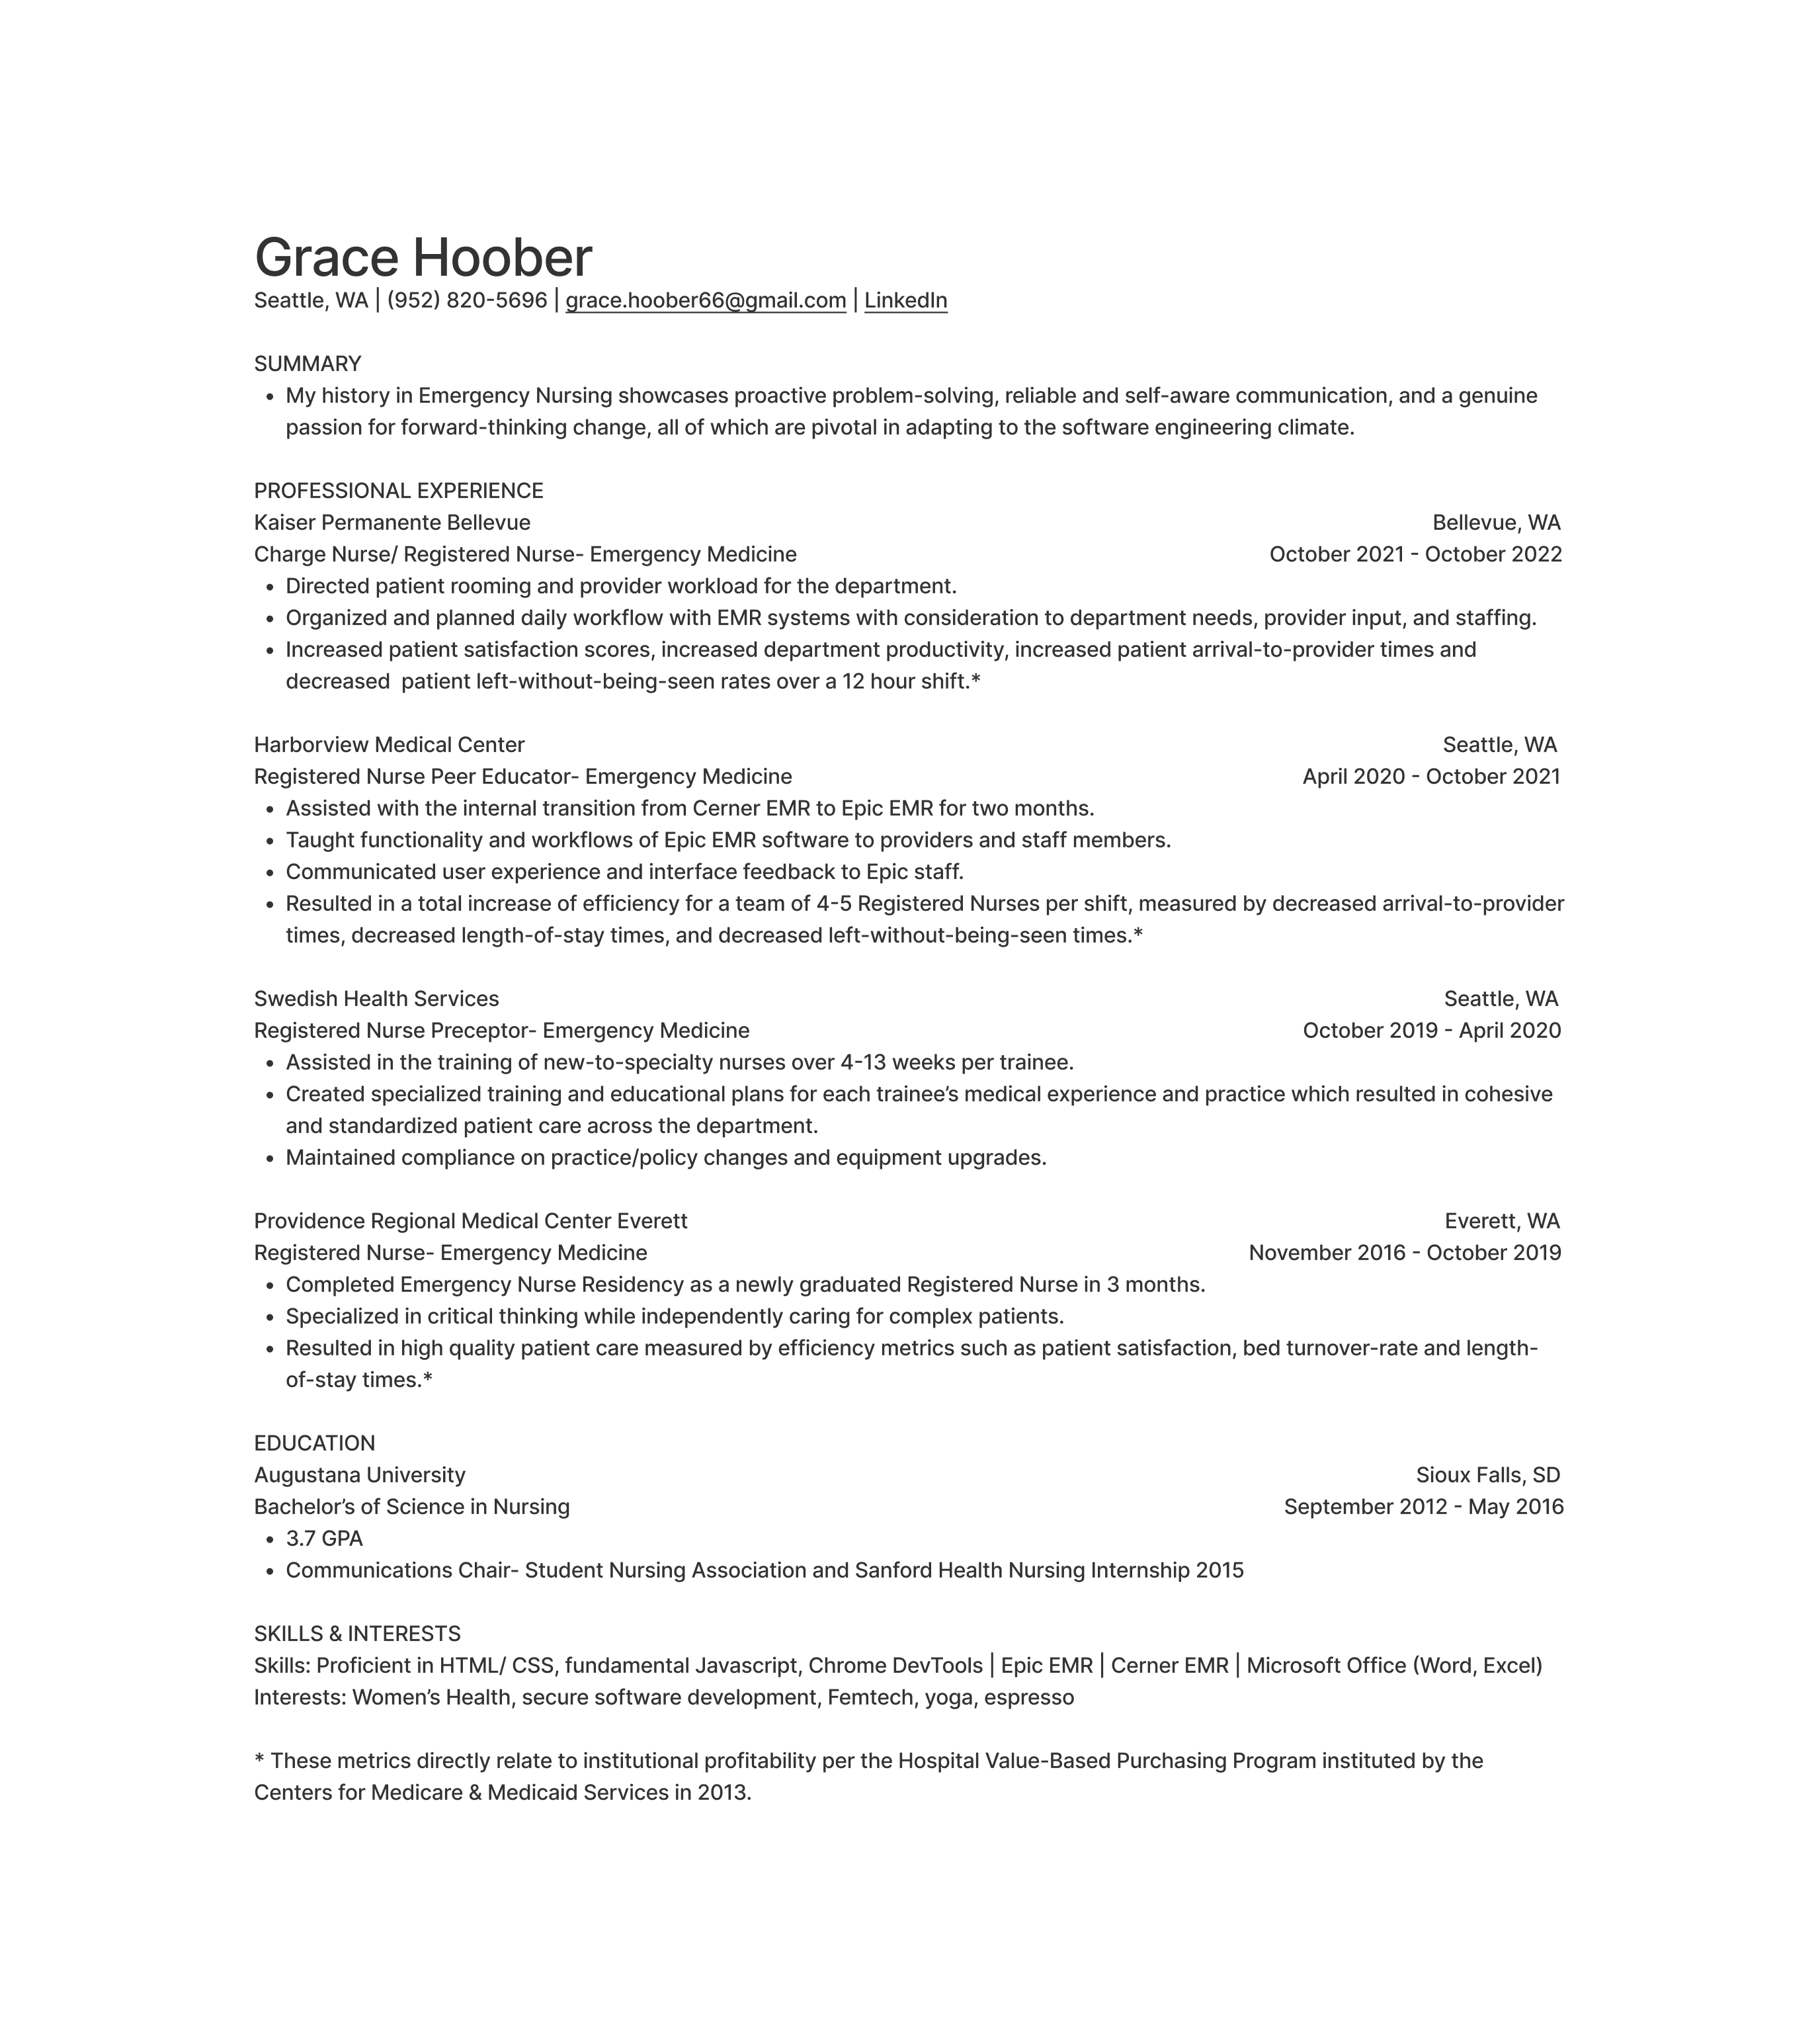 Grace Hoober
Seattle, WA | (952) 820-5696 | grace.hoober66@gmail.com | LinkedIn
SUMMARY
• My history in Emergency Nursing showcases proactive problem-solving, reliable and self-aware communication, and a genuine
passion for forward-thinking change, all of which are pivotal in adapting to the software engineering climate.
PROFESSIONAL EXPERIENCE
Kaiser Permanente Bellevue Bellevue, WA
Charge Nurse/ Registered Nurse- Emergency Medicine October 2021 - October 2022
• Directed patient rooming and provider workload for the department.
• Organized and planned daily workflow with EMR systems with consideration to department needs, provider input, and staffing.
• Increased patient satisfaction scores, increased department productivity, increased patient arrival-to-provider times and
decreased  patient left-without-being-seen rates over a 12 hour shift.*
Harborview Medical Center Seattle, WA
Registered Nurse Peer Educator- Emergency Medicine April 2020 - October 2021
• Assisted with the internal transition from Cerner EMR to Epic EMR for two months.
• Taught functionality and workflows of Epic EMR software to providers and staff members.
• Communicated user experience and interface feedback to Epic staff.
• Resulted in a total increase of efficiency for a team of 4-5 Registered Nurses per shift, measured by decreased arrival-to-provider
times, decreased length-of-stay times, and decreased left-without-being-seen times.*
Swedish Health Services Seattle, WA
Registered Nurse Preceptor- Emergency Medicine October 2019 - April 2020
• Assisted in the training of new-to-specialty nurses over 4-13 weeks per trainee.
• Created specialized training and educational plans for each trainee’s medical experience and practice which resulted in cohesive
and standardized patient care across the department.
• Maintained compliance on practice/policy changes and equipment upgrades.
Providence Regional Medical Center Everett Everett, WA
Registered Nurse- Emergency Medicine November 2016 - October 2019
• Completed Emergency Nurse Residency as a newly graduated Registered Nurse in 3 months.
• Specialized in critical thinking while independently caring for complex patients.
• Resulted in high quality patient care measured by efficiency metrics such as patient satisfaction, bed turnover-rate and length-
of-stay times.*
EDUCATION
Augustana University Sioux Falls, SD
Bachelor’s of Science in Nursing September 2012 - May 2016
• 3.7 GPA
• Communications Chair- Student Nursing Association and Sanford Health Nursing Internship 2015
SKILLS & INTERESTS
Skills: Proficient in HTML/ CSS, fundamental Javascript, Chrome DevTools | Epic EMR | Cerner EMR | Microsoft Office (Word, Excel)
Interests: Women’s Health, secure software development, Femtech, yoga, espresso
* These metrics directly relate to institutional profitability per the Hospital Value-Based Purchasing Program instituted by the
Centers for Medicare & Medicaid Services in 2013.